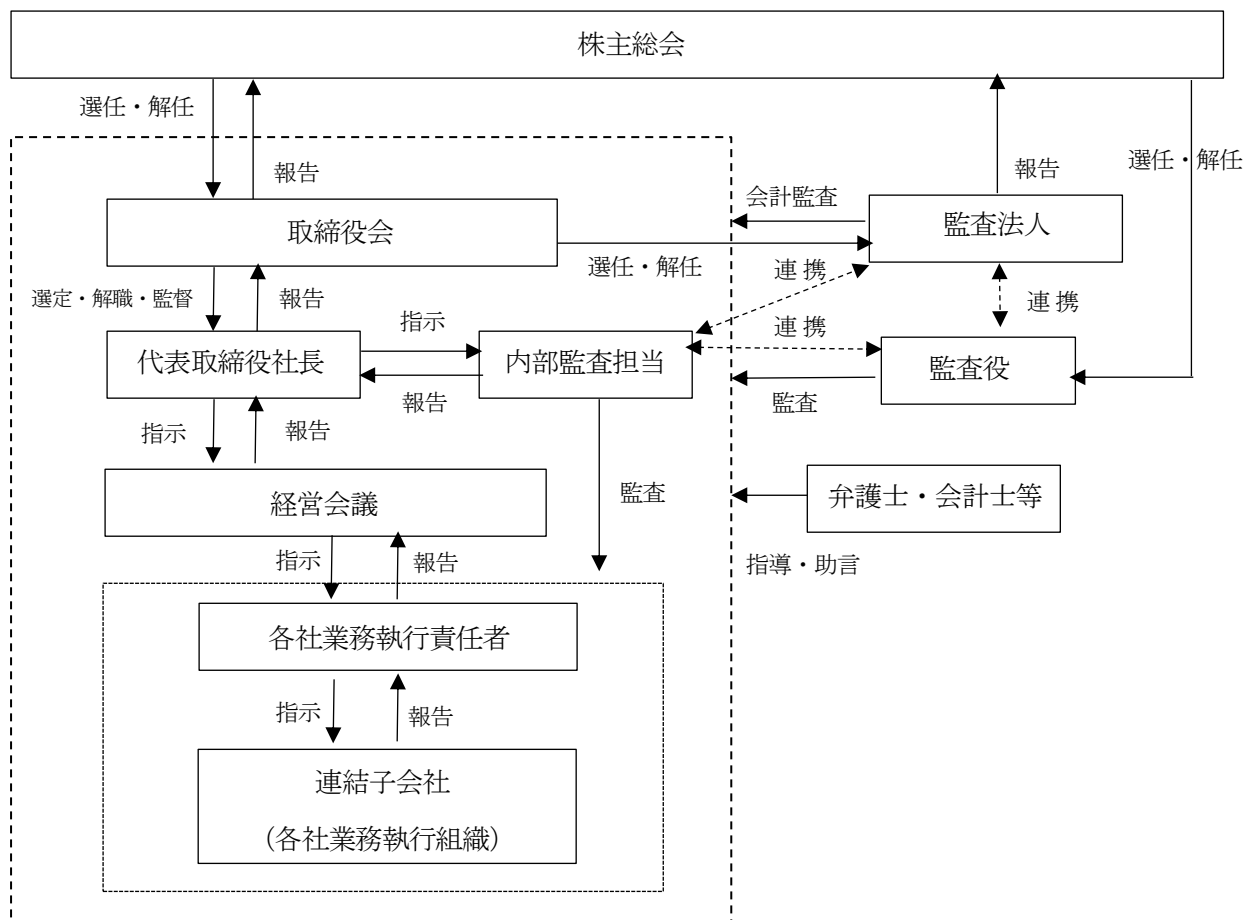 株主総会
選任・解任
報告
報告
選任・解任
会計監査
取締役会
監査法人
選任・解任
連 携
選定・解職・監督
報告
連 携
指示
連 携
代表取締役社長
内部監査担当
監査役
報告
監査
指示
報告
経営会議
監査
弁護士・会計士等
指示
報告
指導・助言
各社業務執行責任者
指示
報告
連結子会社
(各社業務執行組織)